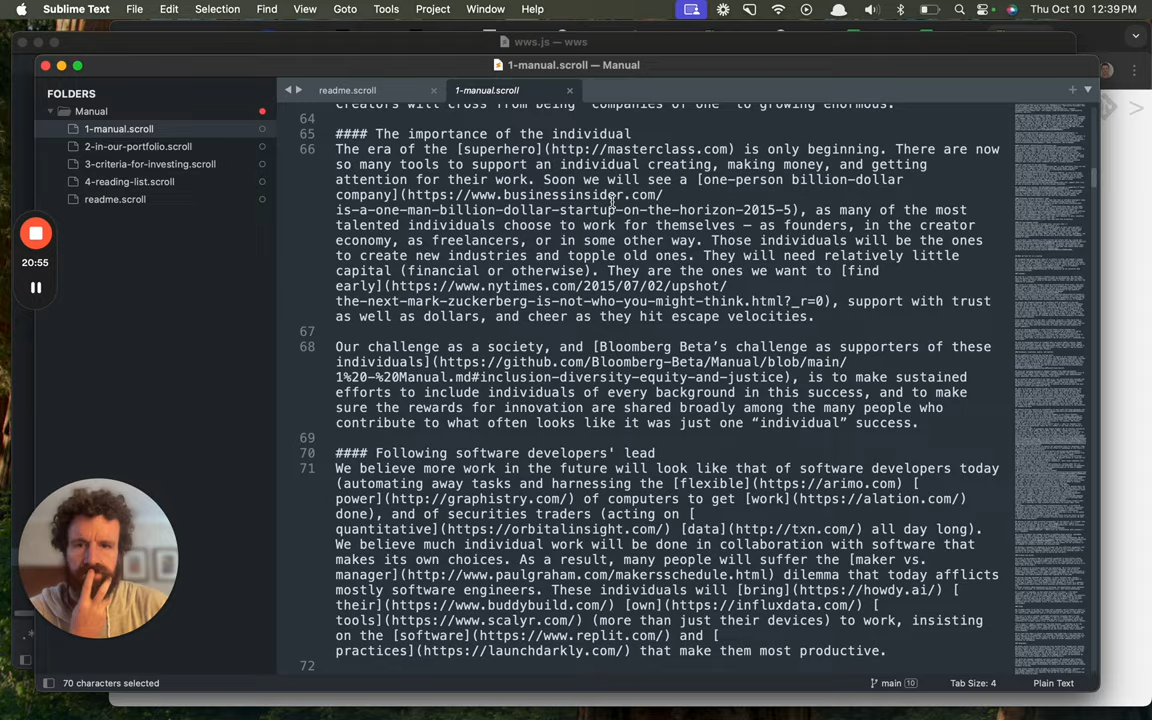 Sublime Text File Edit Selection Find View Goto Tools Project Window Help Thu Oct 10 12:39 PM
wws.js — wws
1-manual.scroll — Manual
FOLDERS
Manual
1-manual.scroll
2-in-our-portfolio.scroll
3-criteria-for-investing.scroll
4-reading-list.scroll
readme.scroll
20:55
readme.scroll 1-manual.scroll
creators will cross from being "companies of one" to growing enormous.
64
65 #### The importance of the individual
66 The era of the [superhero](http://masterclass.com) is only beginning. There are now
so many tools to support an individual creating, making money, and getting
attention for their work. Soon we will see a [one-person billion-dollar
company](https://www.businessinsider.com/
is-a-one-man-billion-dollar-startup-on-the-horizon-2015-5), as many of the most
talented individuals choose to work for themselves — as founders, in the creator
economy, as freelancers, or in some other way. Those individuals will be the ones
to create new industries and topple old ones. They will need relatively little
capital (financial or otherwise). They are the ones we want to [find
early](https://www.nytimes.com/2015/07/02/upshot/
the-next-mark-zuckerberg-is-not-who-you-might-think.html?_r=0), support with trust
as well as dollars, and cheer as they hit escape velocities.
67
68 Our challenge as a society, and [Bloomberg Beta’s challenge as supporters of these
individuals](https://github.com/Bloomberg-Beta/Manual/blob/main/
1%20-%20Manual.md#inclusion-diversity-equity-and-justice), is to make sustained
efforts to include individuals of every background in this success, and to make
sure the rewards for innovation are shared broadly among the many people who
contribute to what often looks like it was just one “individual” success.
69
70 #### Following software developers' lead
71 We believe more work in the future will look like that of software developers today
(automating away tasks and harnessing the [flexible](https://arimo.com) [
power](http://graphistry.com/) of computers to get [work](https://alation.com/)
done), and of securities traders (acting on [
quantitative](https://orbitalinsight.com/) [data](http://txn.com/) all day long).
We believe much individual work will be done in collaboration with software that
makes its own choices. As a result, many people will suffer the [maker vs.
manager](http://www.paulgraham.com/makersschedule.html) dilemma that today afflicts
mostly software engineers. These individuals will [bring](https://howdy.ai/) [
their](https://www.buddybuild.com/) [own](https://influxdata.com/) [
tools](https://www.scalyr.com/) (more than just their devices) to work, insisting
on the [software](https://www.replit.com/) and [
practices](https://launchdarkly.com/) that make them most productive.
72
70 characters selected main 10 Tab Size: 4 Plain Text